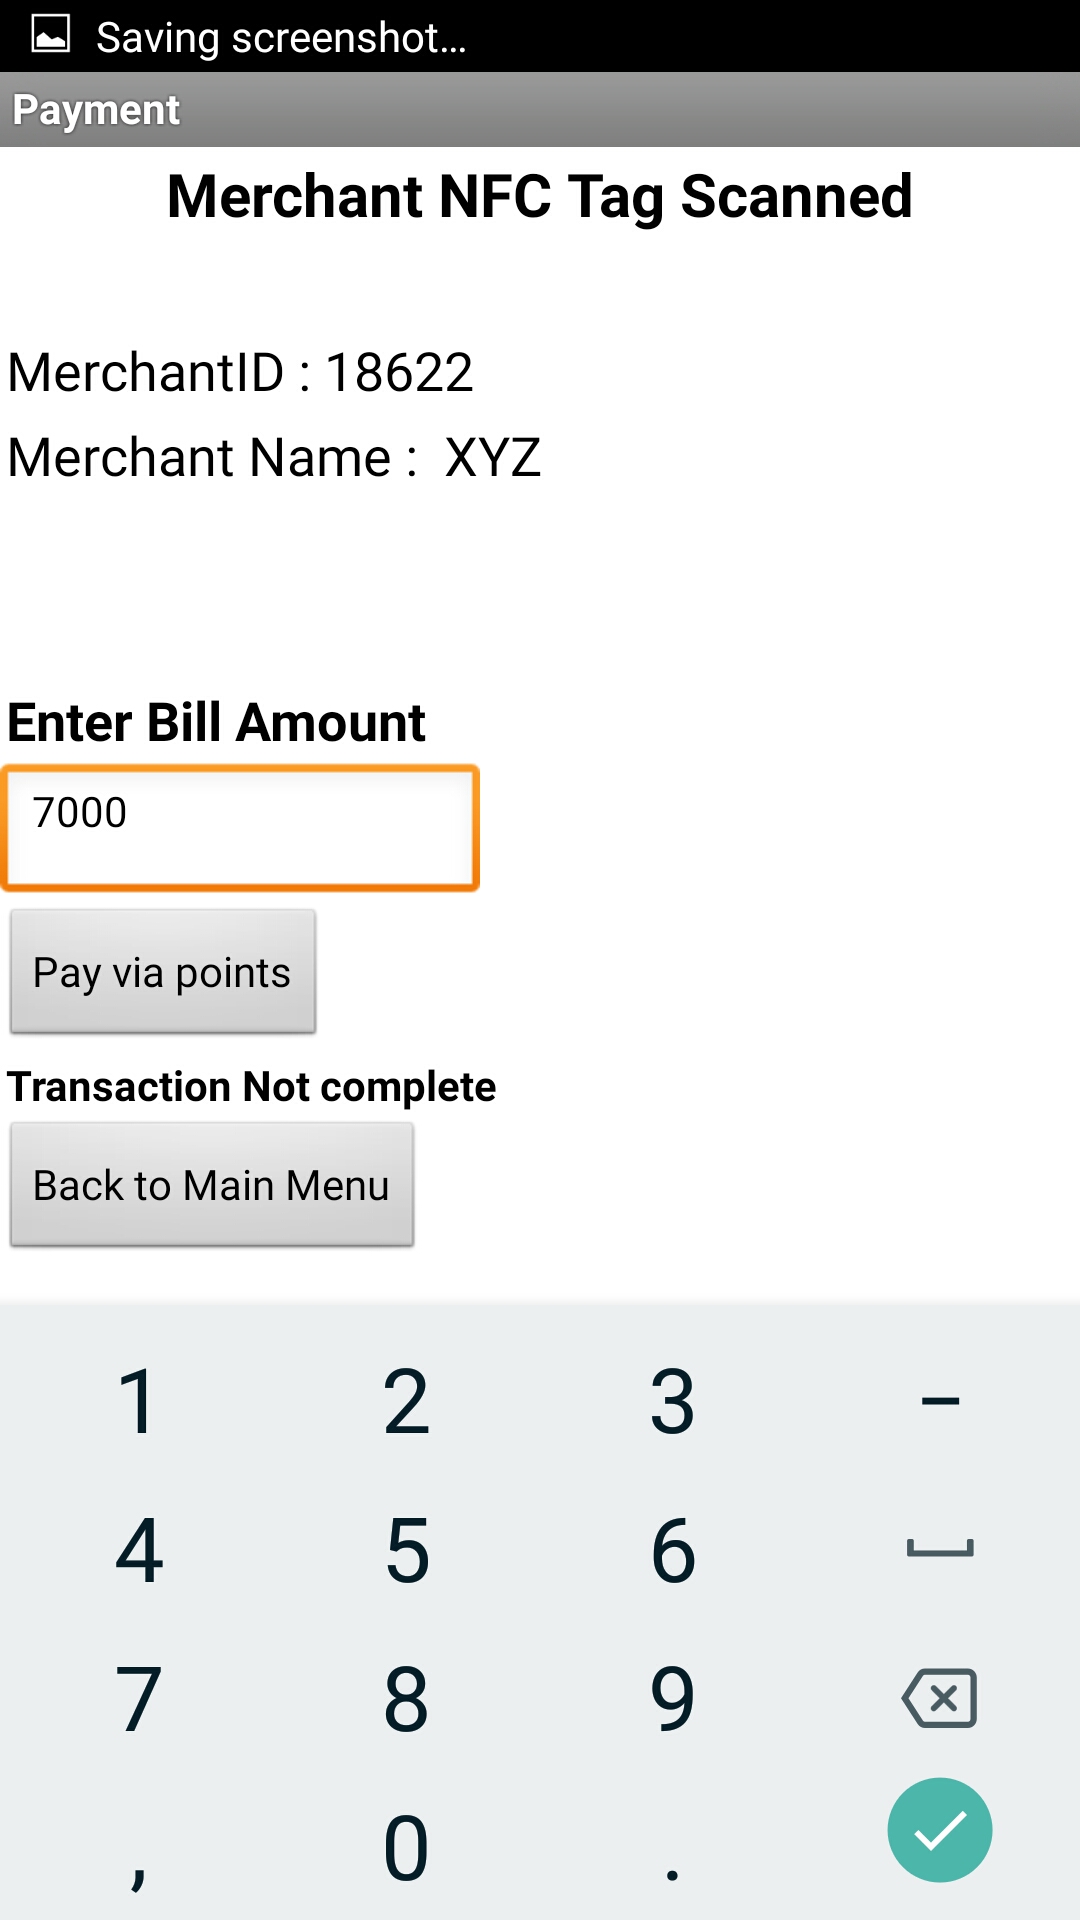 Saving screenshot...
Payment
Merchant NFC Tag Scanned
MerchantID : 18622
Merchant Name : XYZ
Enter Bill Amount
7000
Pay via points
Transaction Not complete
Back to Main Menu
1 2 3 –
4 5 6
7 8 9
, 0 .